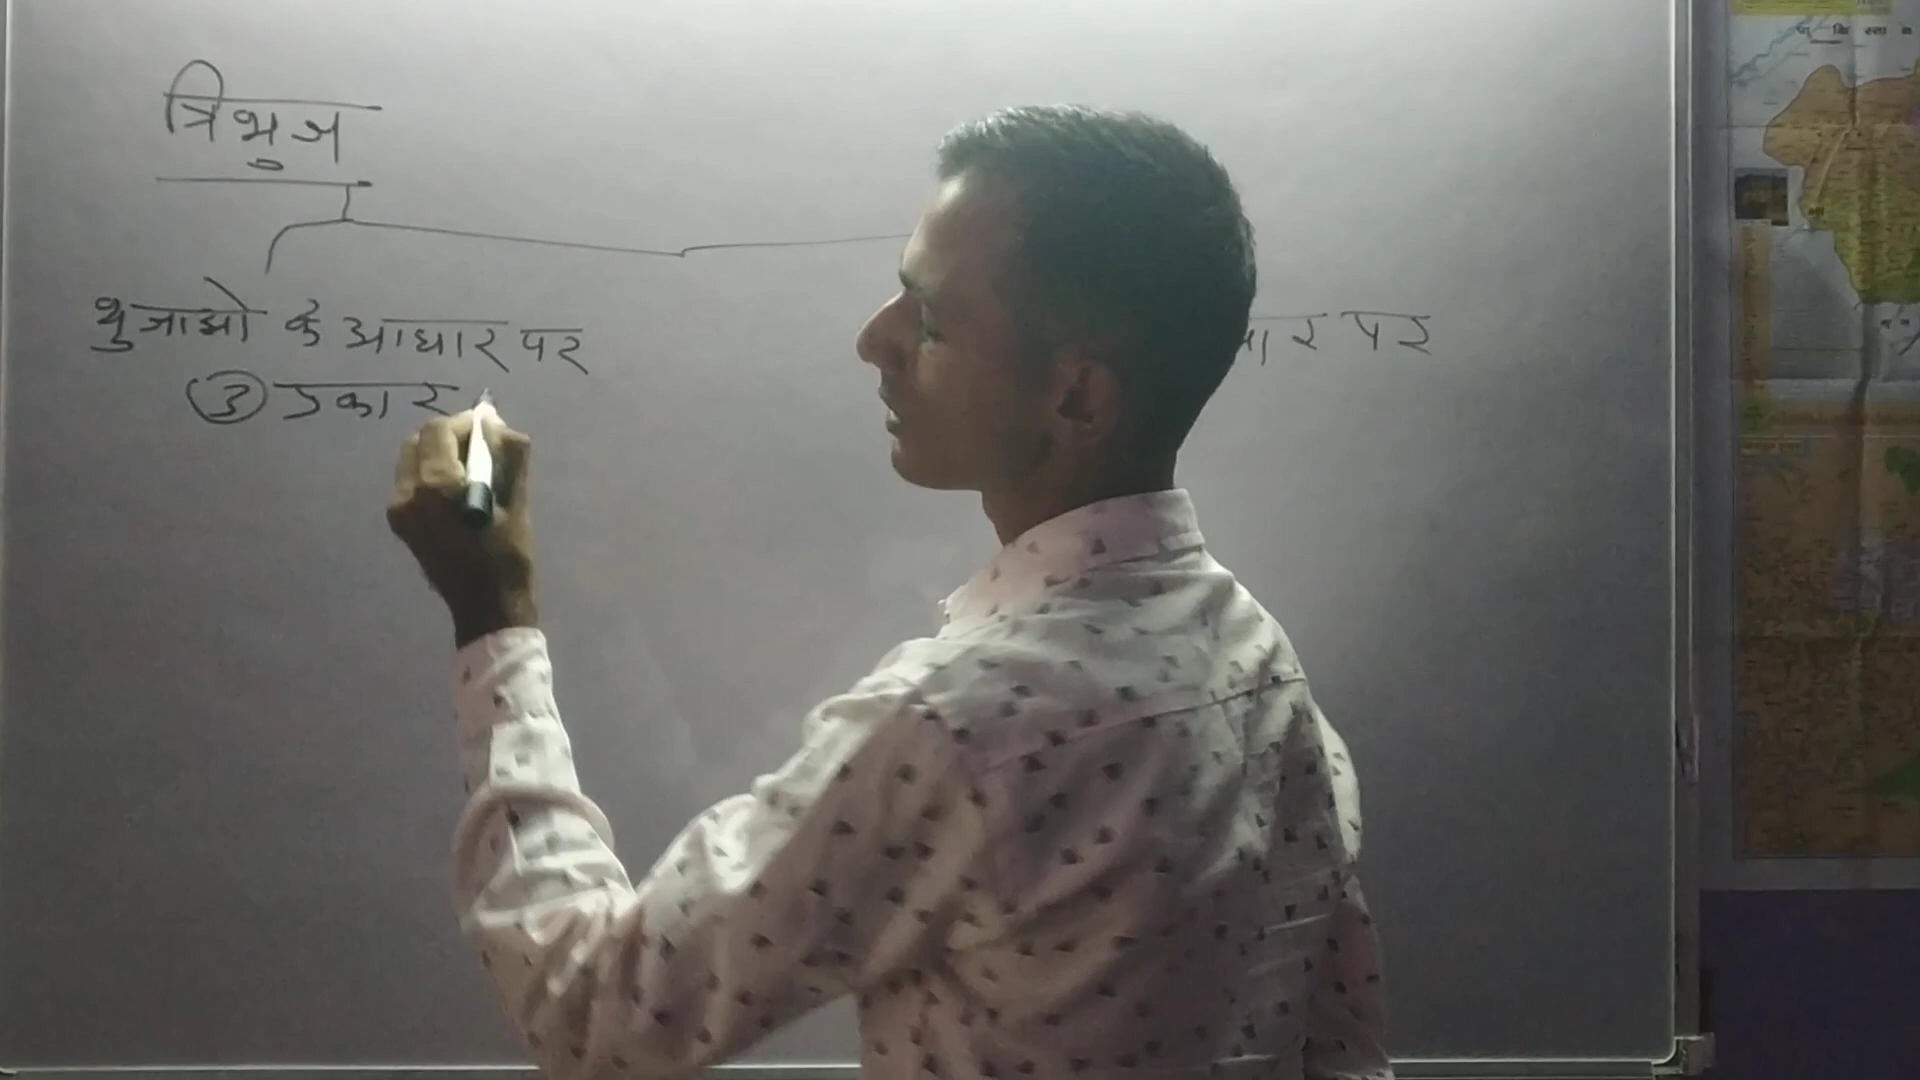 त्रिभुज
भुजाओ के आधार पर
पर
③ प्रकार